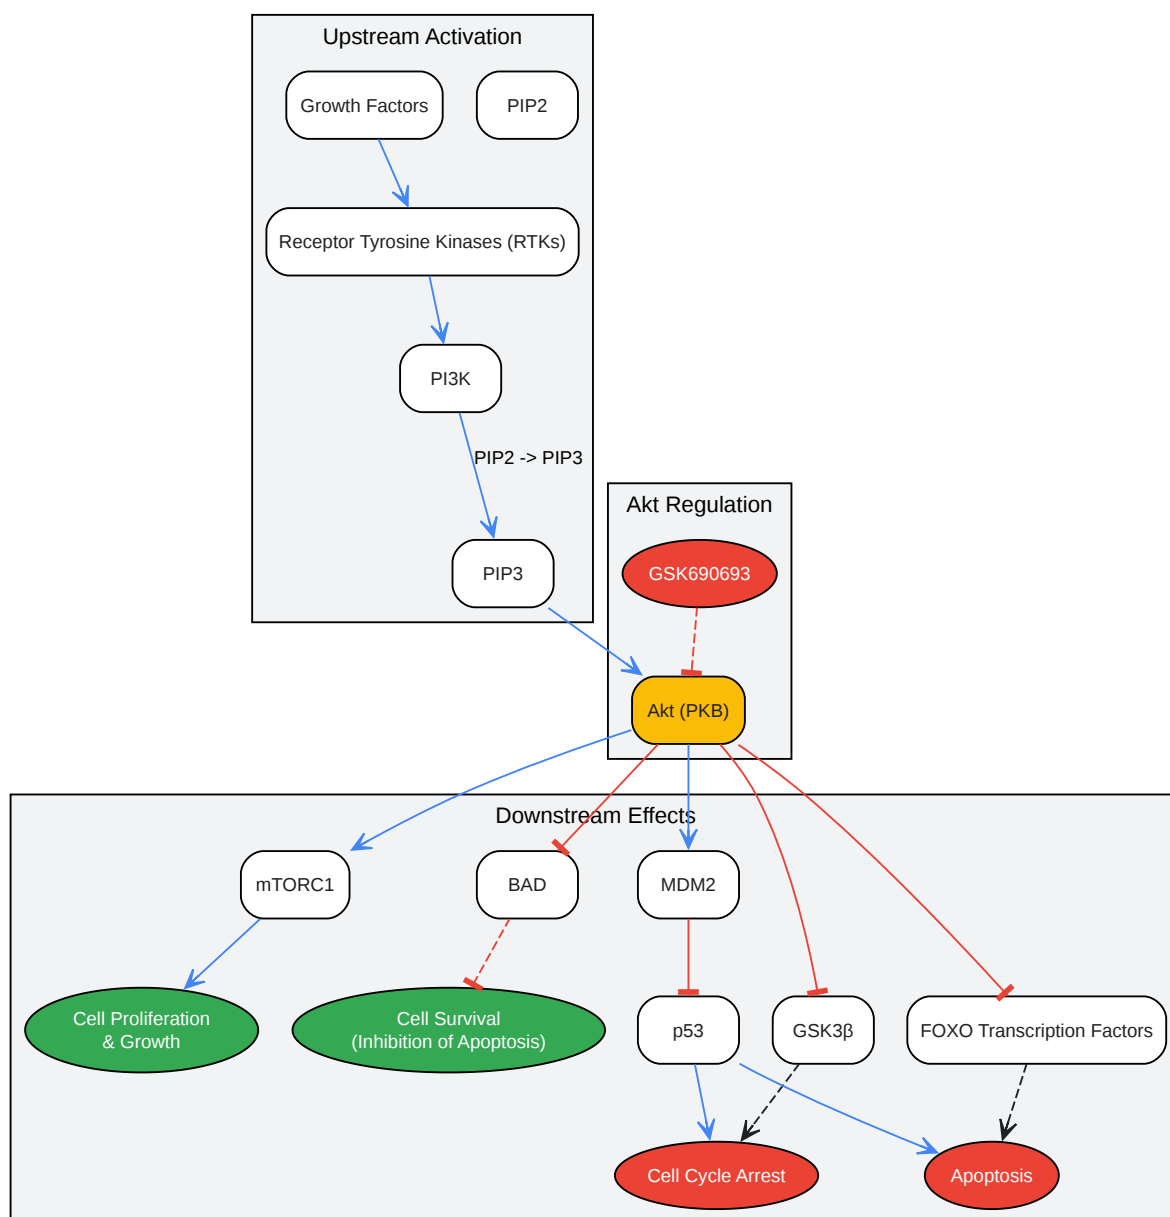 Upstream Activation
Growth Factors
PIP2
Receptor Tyrosine Kinases (RTKs)
PI3K
PIP2 -> PIP3
Akt Regulation
PIP3
GSK690693
Akt (PKB)
Downstream Effects
mTORC1
BAD
MDM2
Cell Proliferation
& Growth
Cell Survival
(Inhibition of Apoptosis)
p53
GSK3β
FOXO Transcription Factors
Cell Cycle Arrest
Apoptosis